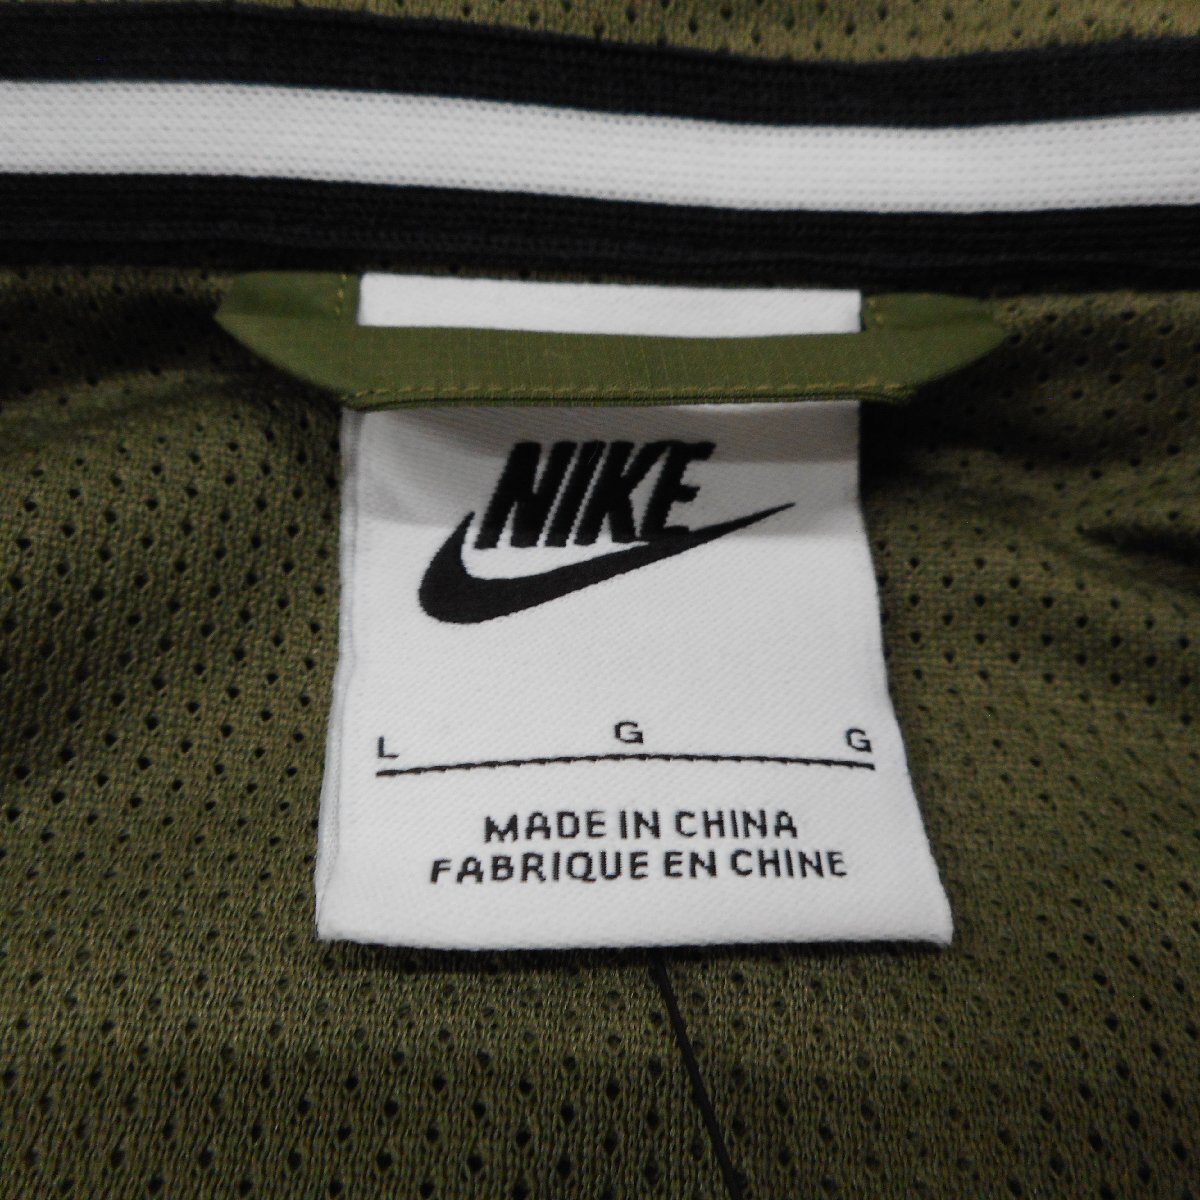 NIKE
L G G
MADE IN CHINA
FABRIQUE EN CHINE